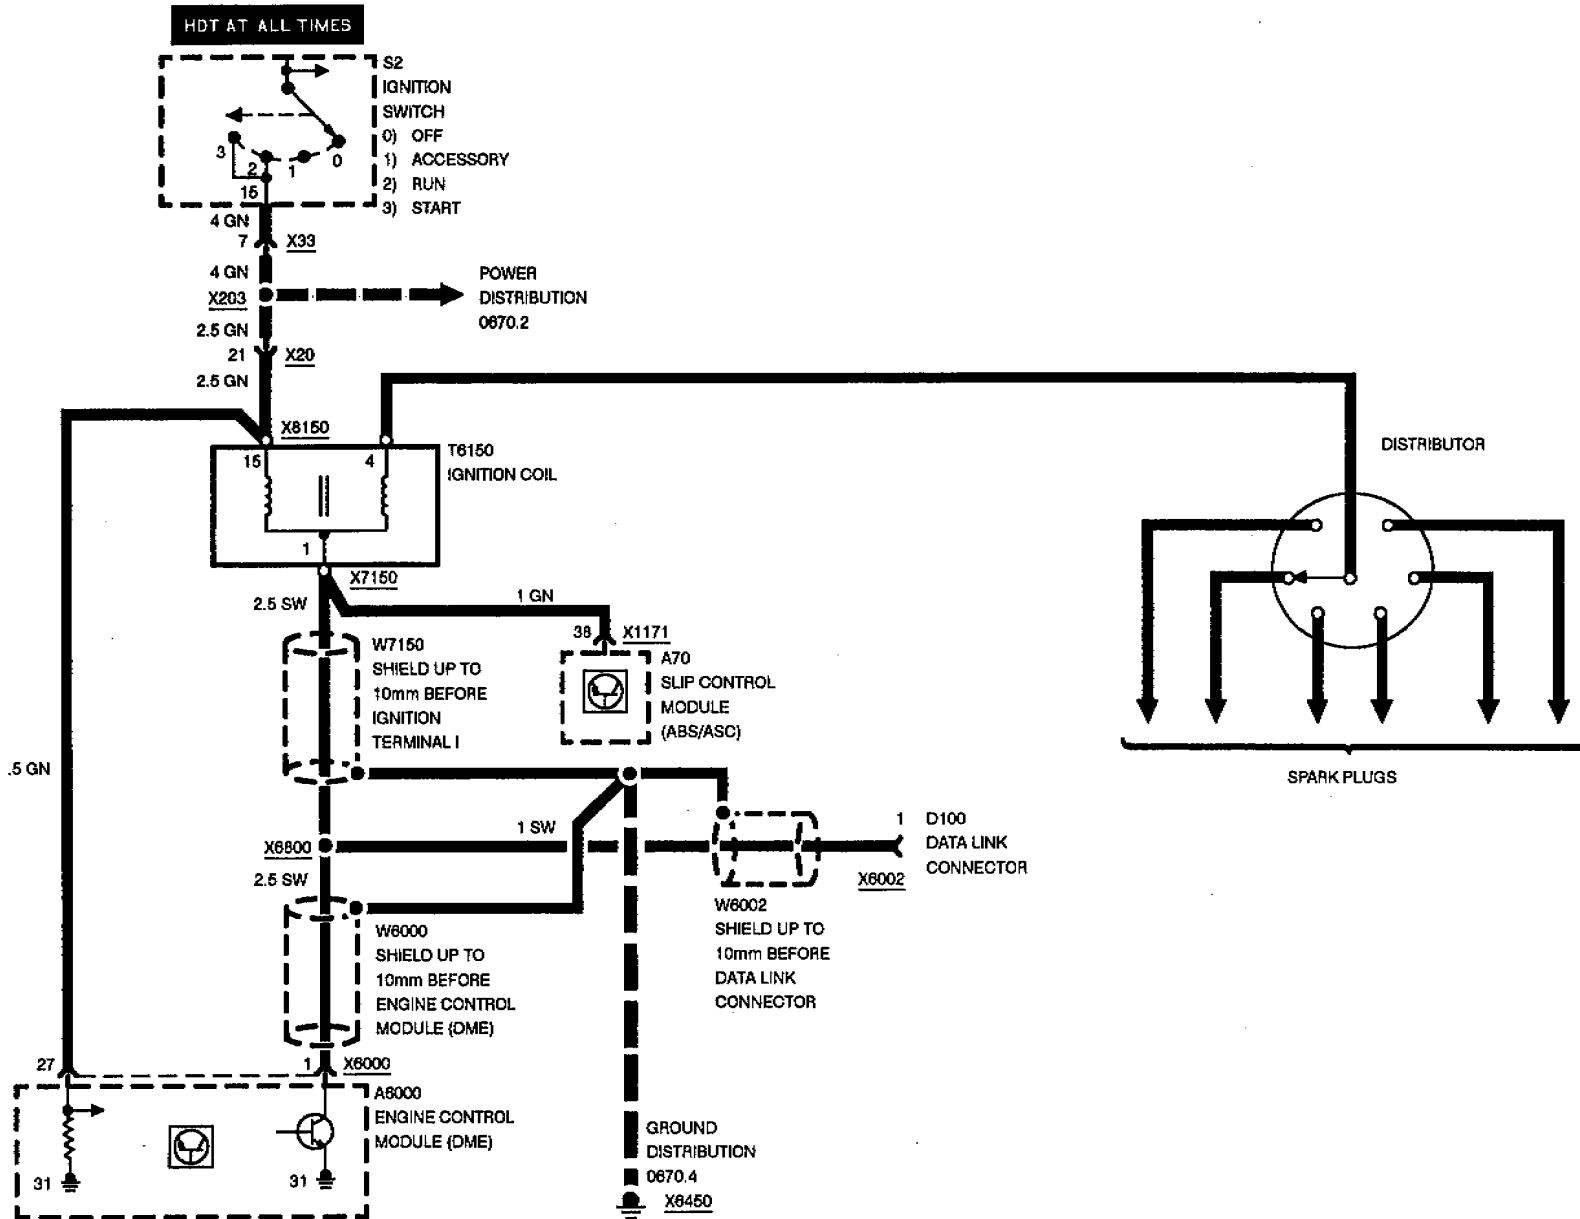 HOT AT ALL TIMES
S2
IGNITION
SWITCH
0) OFF
1) ACCESSORY
2) RUN
3) START
3
2
1
0
15
4 GN
7
X33
4 GN
X203
POWER
DISTRIBUTION
0670.2
2.5 GN
21
X20
2.5 GN
X8150
15
4
T6150
IGNITION COIL
1
X7150
DISTRIBUTOR
2.5 SW
1 GN
38
X1171
W7150
SHIELD UP TO
10mm BEFORE
IGNITION
TERMINAL I
A70
SLIP CONTROL
MODULE
(ABS/ASC)
.5 GN
SPARK PLUGS
1 SW
X6800
1
D100
DATA LINK
CONNECTOR
X6002
2.5 SW
W6002
SHIELD UP TO
10mm BEFORE
DATA LINK
CONNECTOR
W6000
SHIELD UP TO
10mm BEFORE
ENGINE CONTROL
MODULE (DME)
27
1
X6000
A6000
ENGINE CONTROL
MODULE (DME)
31
31
GROUND
DISTRIBUTION
0670.4
X6450